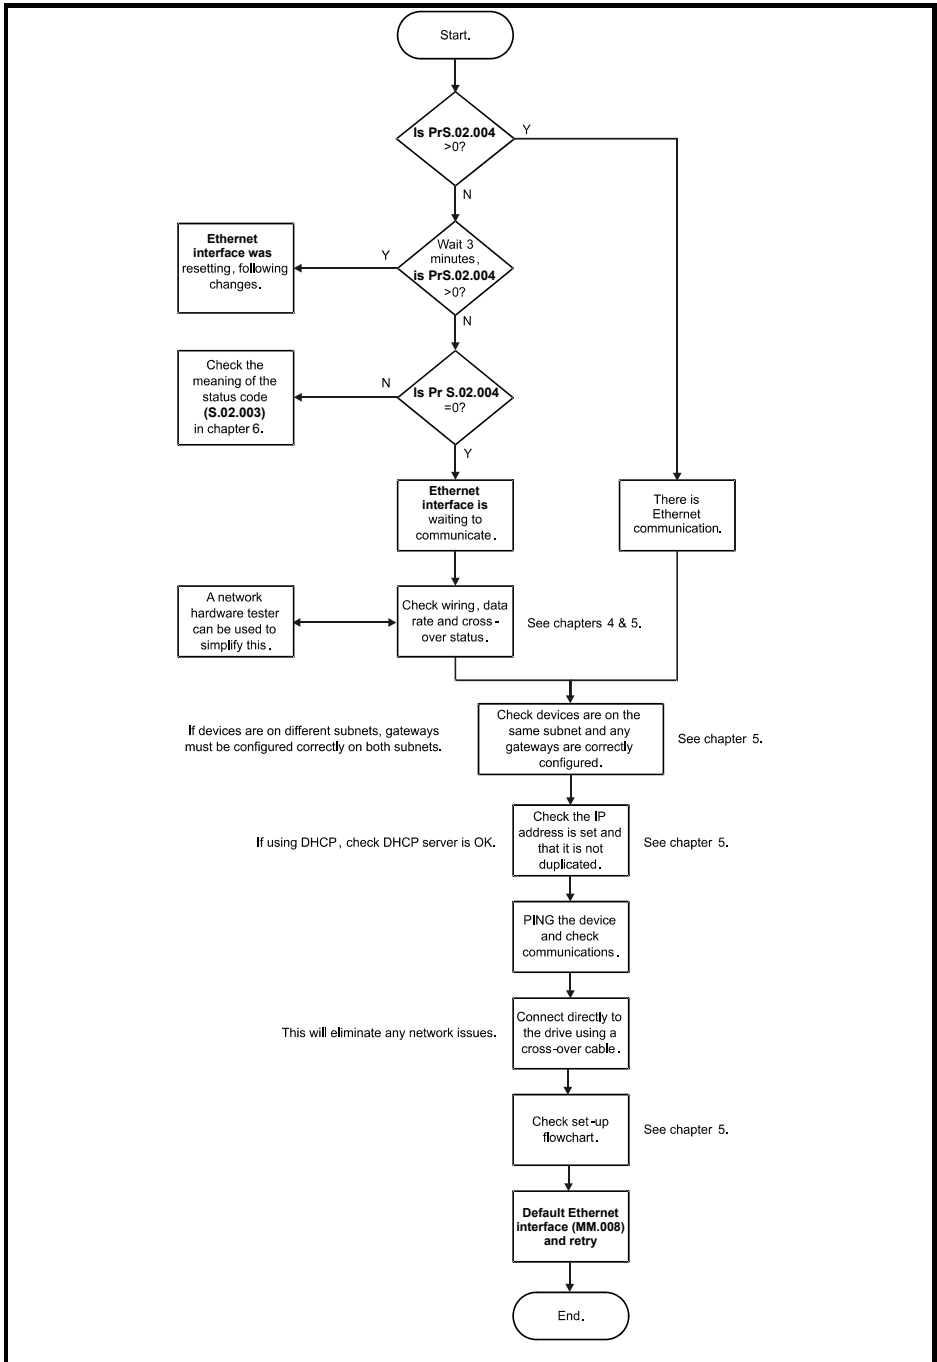 Start.
Is PrS.02.004
>0?
Y
N
Wait 3
minutes,
is PrS.02.004
>0?
Y
Ethernet
interface was
resetting, following
changes.
N
Is Pr S.02.004
=0?
N
Check the
meaning of the
status code
(S.02.003)
in chapter 6.
Y
Ethernet
interface is
waiting to
communicate.
There is
Ethernet
communication.
A network
hardware tester
can be used to
simplify this.
Check wiring, data
rate and cross-
over status.
See chapters 4 & 5.
If devices are on different subnets, gateways
must be configured correctly on both subnets.
Check devices are on the
same subnet and any
gateways are correctly
configured.
See chapter 5.
If using DHCP, check DHCP server is OK.
Check the IP
address is set and
that it is not
duplicated.
See chapter 5.
PING the device
and check
communications.
This will eliminate any network issues.
Connect directly to
the drive using a
cross-over cable.
Check set-up
flowchart.
See chapter 5.
Default Ethernet
interface (MM.008)
and retry
End.